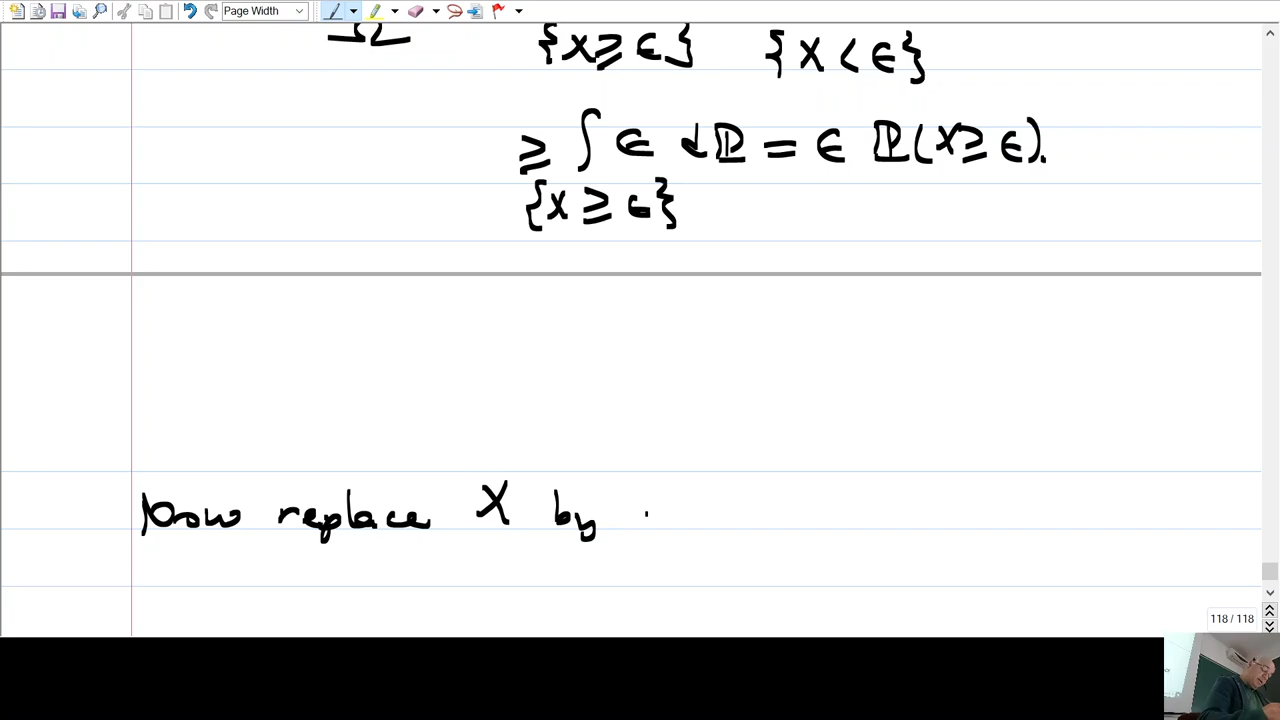 Page Width
Ω {X ⩾ ϵ} {X < ϵ}
⩾ ∫ ϵ dℙ = ϵ ℙ(X ⩾ ϵ).
{X ⩾ ϵ}
Now replace X by
118 / 118